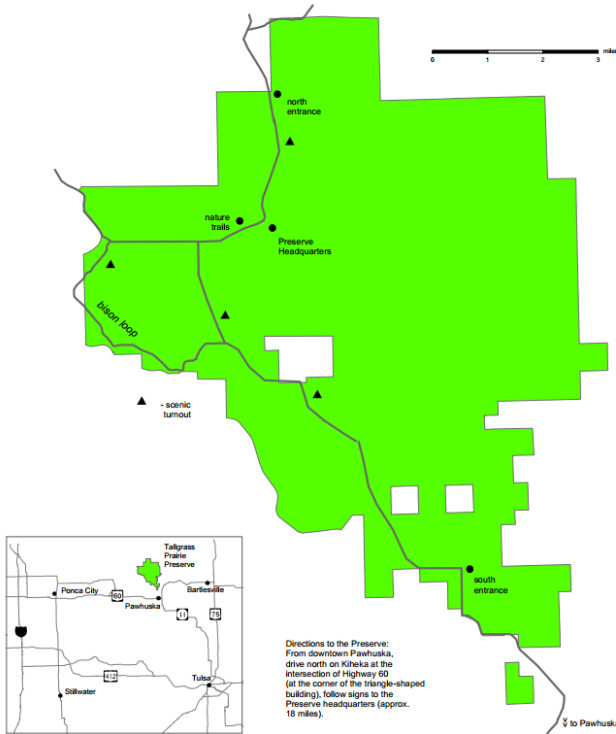 0 1 2 3 miles
north
entrance
nature
trails
Preserve
Headquarters
bison loop
- scenic
turnout
south
entrance
Tallgrass
Prairie
Preserve
Ponca City
60
Pawhuska
Bartlesville
11
75
412
Tulsa
Stillwater
Directions to the Preserve:
From downtown Pawhuska,
drive north on Kiheka at the
intersection of Highway 60
(at the corner of the triangle-shaped
building), follow signs to the
Preserve headquarters (approx.
18 miles).
to Pawhuska